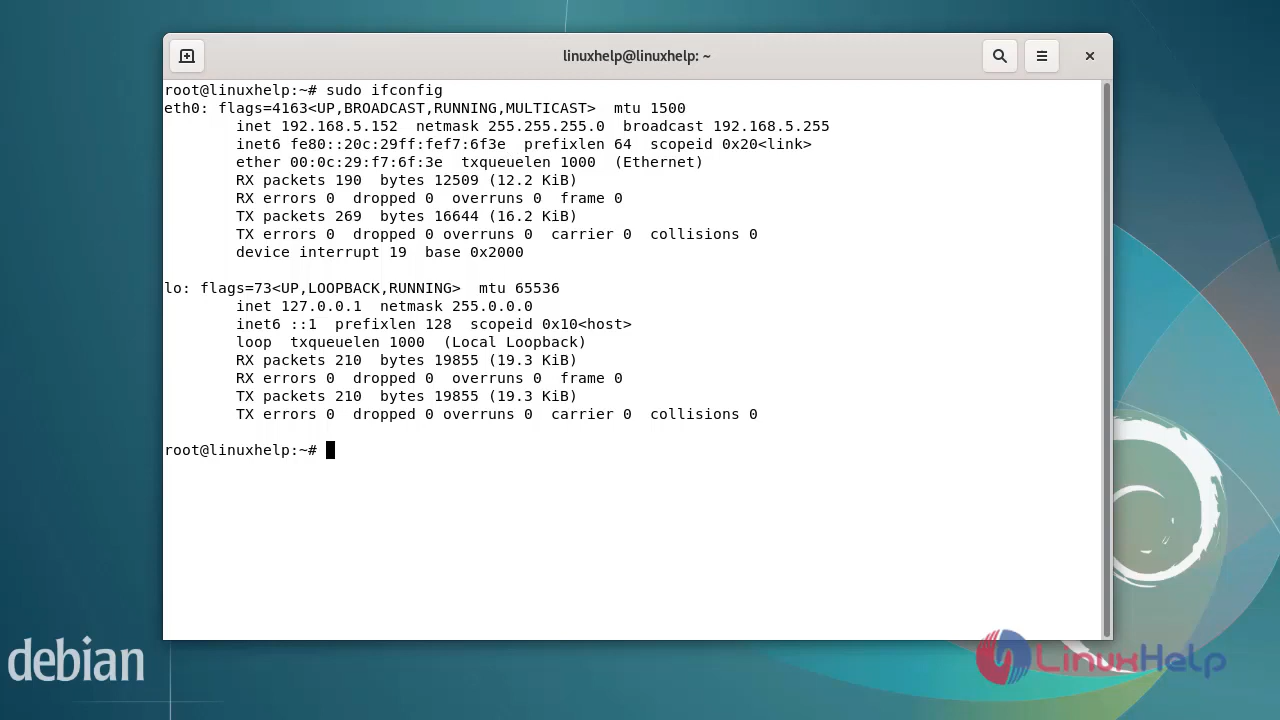 linuxhelp@linuxhelp: ~
root@linuxhelp:~# sudo ifconfig
eth0: flags=4163<UP,BROADCAST,RUNNING,MULTICAST>  mtu 1500
        inet 192.168.5.152  netmask 255.255.255.0  broadcast 192.168.5.255
        inet6 fe80::20c:29ff:fef7:6f3e  prefixlen 64  scopeid 0x20<link>
        ether 00:0c:29:f7:6f:3e  txqueuelen 1000  (Ethernet)
        RX packets 190  bytes 12509 (12.2 KiB)
        RX errors 0  dropped 0  overruns 0  frame 0
        TX packets 269  bytes 16644 (16.2 KiB)
        TX errors 0  dropped 0 overruns 0  carrier 0  collisions 0
        device interrupt 19  base 0x2000
lo: flags=73<UP,LOOPBACK,RUNNING>  mtu 65536
        inet 127.0.0.1  netmask 255.0.0.0
        inet6 ::1  prefixlen 128  scopeid 0x10<host>
        loop  txqueuelen 1000  (Local Loopback)
        RX packets 210  bytes 19855 (19.3 KiB)
        RX errors 0  dropped 0  overruns 0  frame 0
        TX packets 210  bytes 19855 (19.3 KiB)
        TX errors 0  dropped 0 overruns 0  carrier 0  collisions 0
root@linuxhelp:~#
debian
LinuxHelp